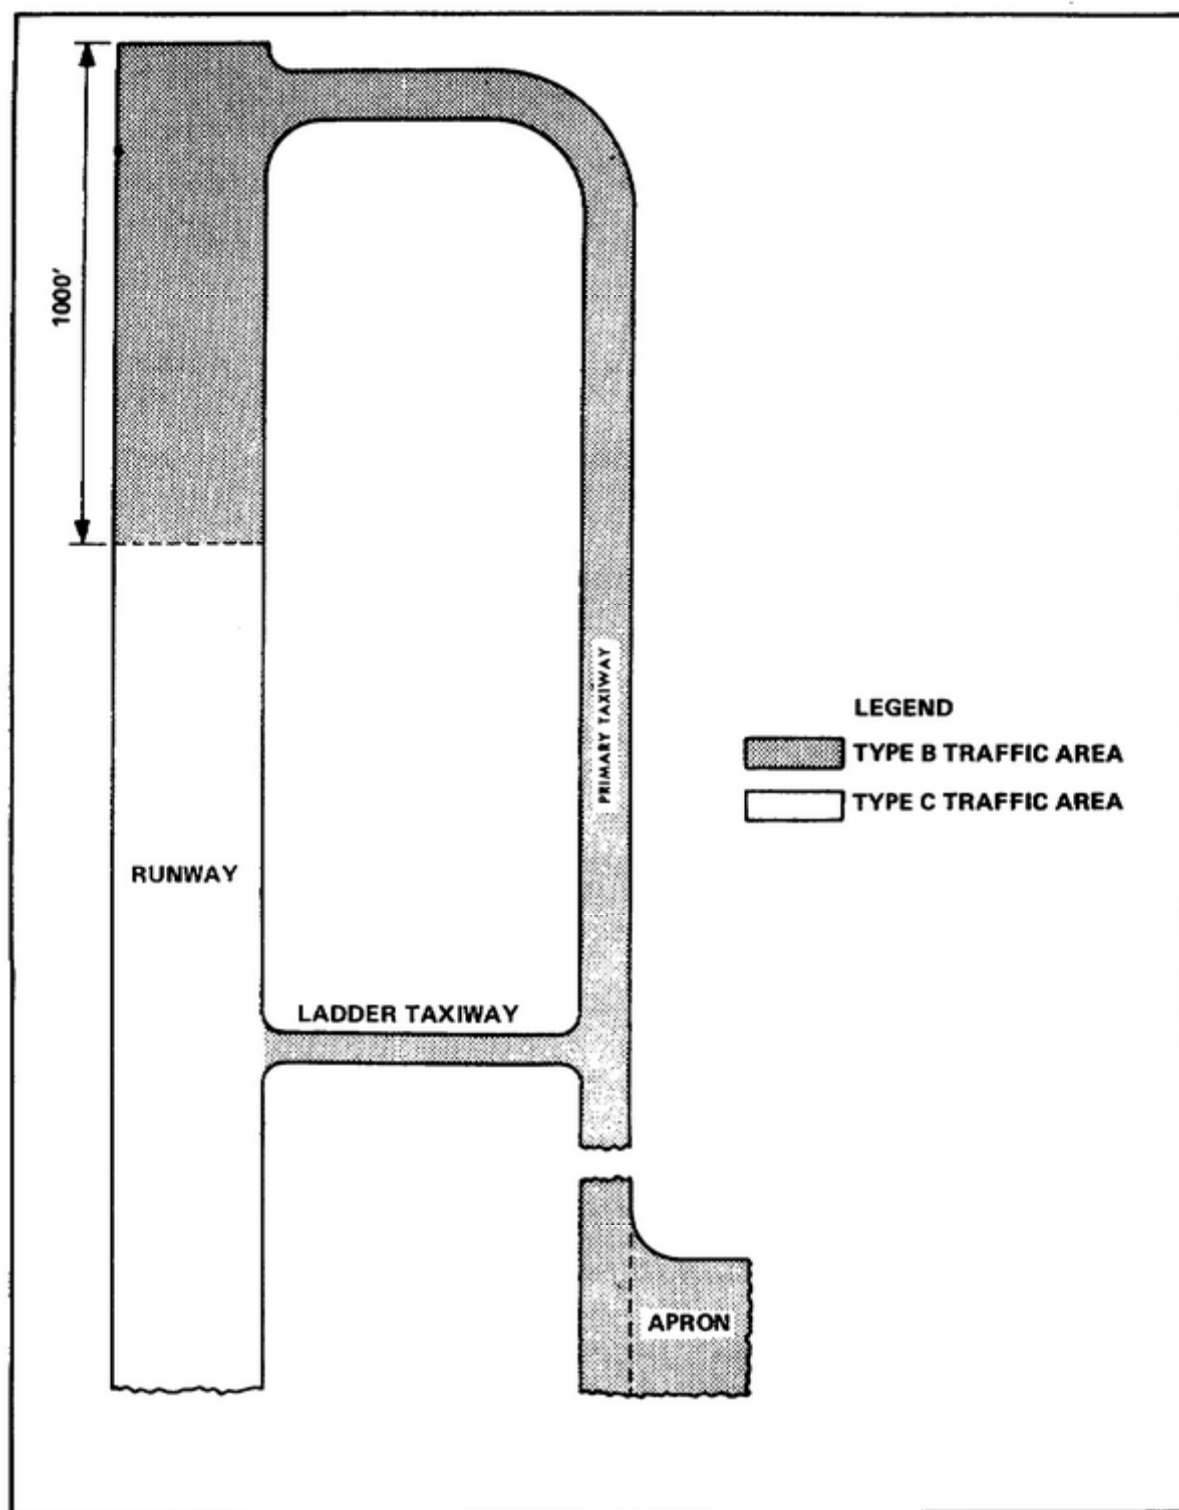 1000'
PRIMARY TAXIWAY
LEGEND
TYPE B TRAFFIC AREA
TYPE C TRAFFIC AREA
RUNWAY
LADDER TAXIWAY
APRON